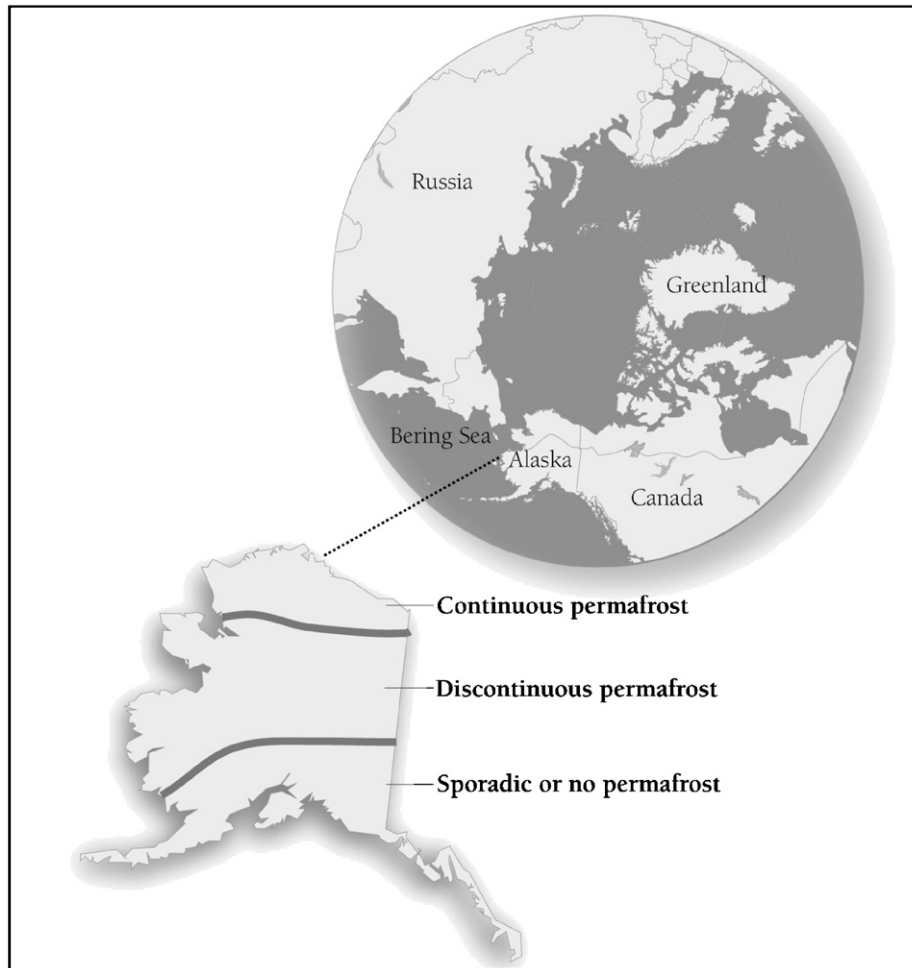 Russia
Greenland
Bering Sea
Alaska
Canada
Continuous permafrost
Discontinuous permafrost
Sporadic or no permafrost